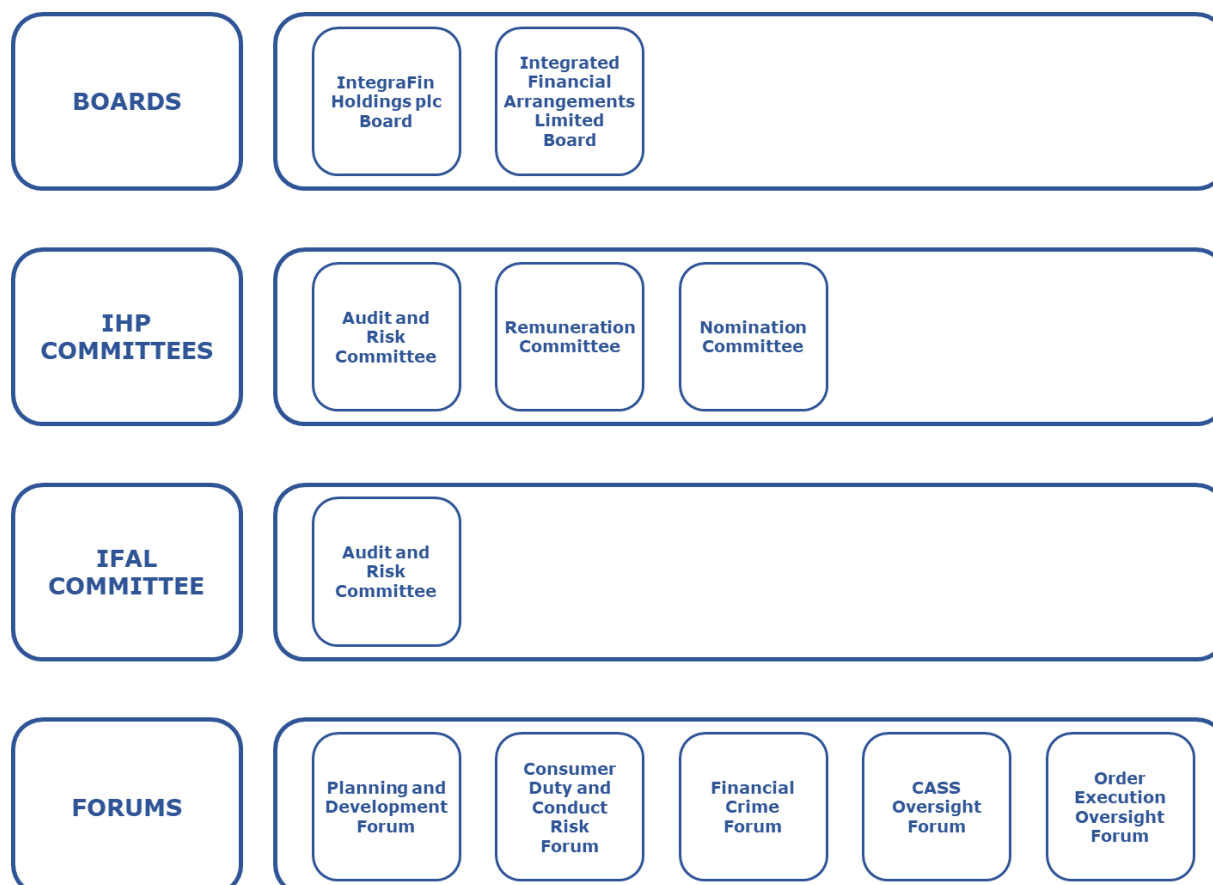 BOARDS
IntegraFin
Holdings plc
Board
Integrated
Financial
Arrangements
Limited
Board
IHP
COMMITTEES
Audit and
Risk
Committee
Remuneration
Committee
Nomination
Committee
IFAL
COMMITTEE
Audit and
Risk
Committee
FORUMS
Planning and
Development
Forum
Consumer
Duty and
Conduct
Risk
Forum
Financial
Crime
Forum
CASS
Oversight
Forum
Order
Execution
Oversight
Forum